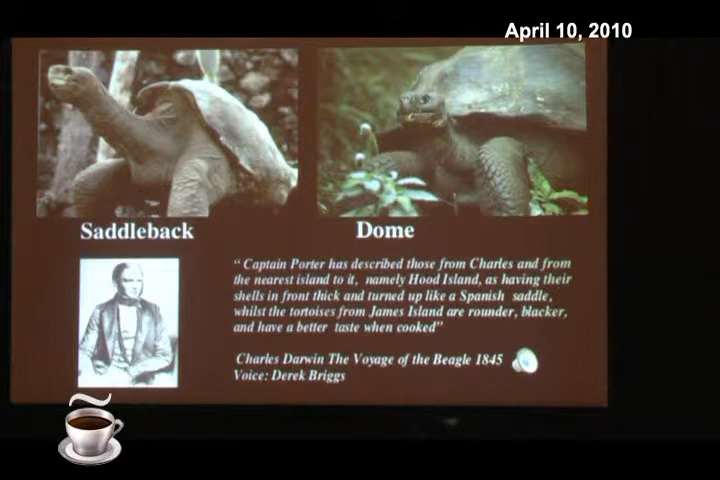 April 10, 2010
Saddleback
Dome
“ Captain Porter has described those from Charles and from
the nearest island to it, namely Hood Island, as having their
shells in front thick and turned up like a Spanish saddle,
whilst the tortoises from James Island are rounder, blacker,
and have a better taste when cooked”
Charles Darwin The Voyage of the Beagle 1845
Voice: Derek Briggs